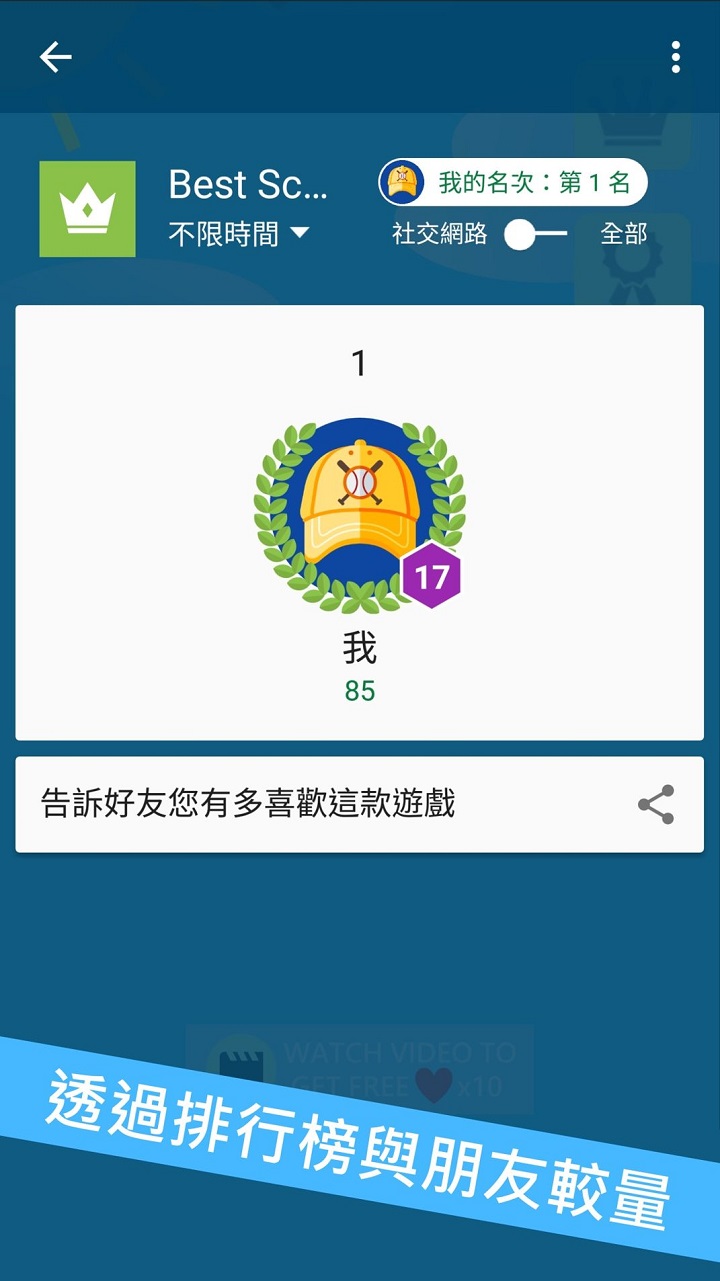 Best Sc...
我的名次：第 1 名
不限時間
社交網路
全部
1
17
我
85
告訴好友您有多喜歡這款遊戲
WATCH VIDEO TO
GET FREE x10
透過排行榜與朋友較量